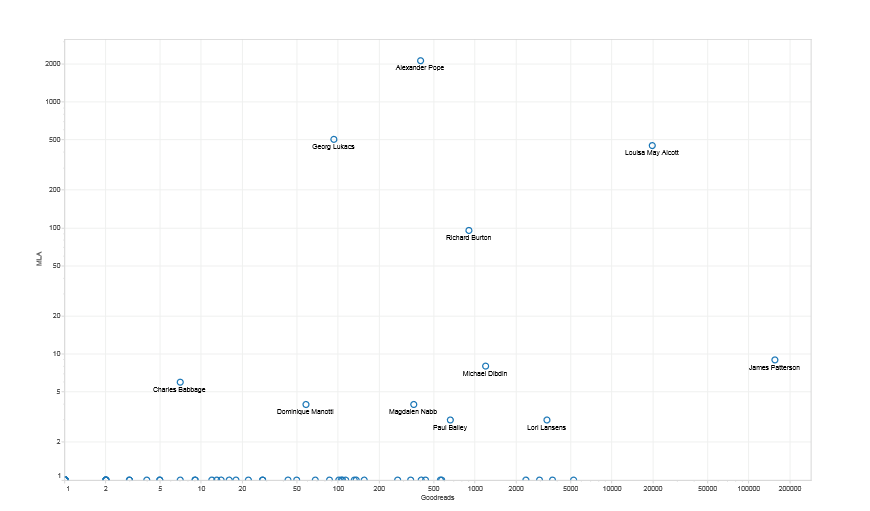 2000
Alexander Pope
1000
500
Georg Lukacs
Louisa May Alcott
200
100
Richard Burton
MLA
50
20
10
James Patterson
Michael Dibdin
5
Charles Babbage
Dominique Manotti
Magdalen Nabb
Paul Bailey
Lori Lansens
2
1
1 2 5 10 20 50 100 200 500 1000 2000 5000 10000 20000 50000 100000 200000
Goodreads